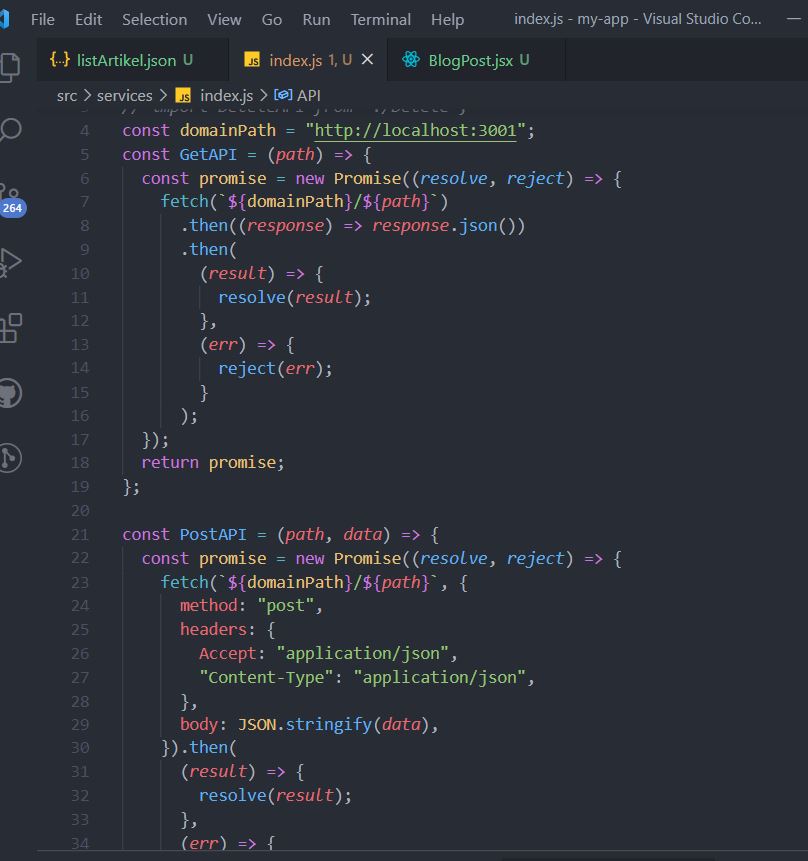 File Edit Selection View Go Run Terminal Help index.js - my-app - Visual Studio Co...
{..} listArtikel.json U JS index.js 1, U BlogPost.jsx U
src > services > JS index.js > API
264
4 const domainPath = "http://localhost:3001";
5 const GetAPI = (path) => {
6 const promise = new Promise((resolve, reject) => {
7 fetch(`${domainPath}/${path}`)
8 .then((response) => response.json())
9 .then(
10 (result) => {
11 resolve(result);
12 },
13 (err) => {
14 reject(err);
15 }
16 );
17 });
18 return promise;
19 };
20
21 const PostAPI = (path, data) => {
22 const promise = new Promise((resolve, reject) => {
23 fetch(`${domainPath}/${path}`, {
24 method: "post",
25 headers: {
26 Accept: "application/json",
27 "Content-Type": "application/json",
28 },
29 body: JSON.stringify(data),
30 }).then(
31 (result) => {
32 resolve(result);
33 },
34 (err) => {